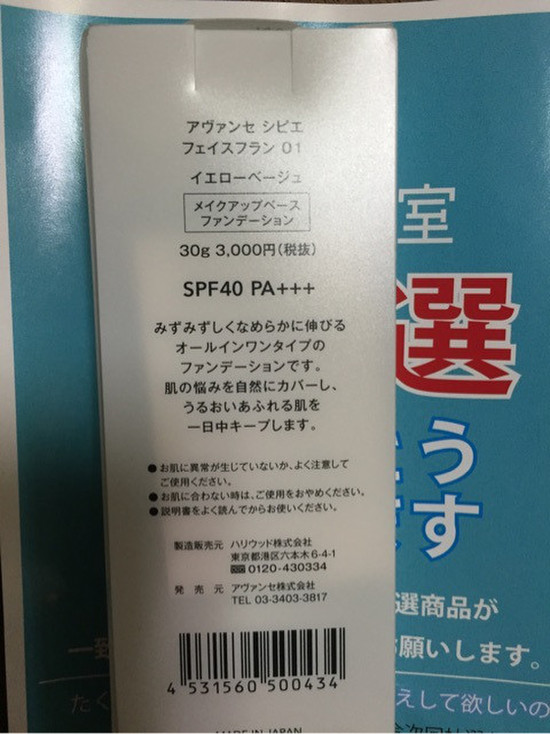 アヴァンセ シピエ
フェイスフラン 01
イエローベージュ
メイクアップベース
ファンデーション
30g 3,000円(税抜)
SPF40 PA+++
みずみずしくなめらかに伸びる
オールインワンタイプの
ファンデーションです。
肌の悩みを自然にカバーし、
うるおいあふれる肌を
一日中キープします。
●お肌に異常が生じていないか、よく注意して
ご使用ください。
●お肌に合わない時は、ご使用をおやめください。
●説明書をよく読んでからお使いください。
製造販売元 ハリウッド株式会社
東京都港区六本木6-4-1
0120-430334
発売元 アヴァンセ株式会社
TEL 03-3403-3817
4 531560 500434
MADE IN JAPAN
室
選
う
す
選商品が
お願いします。
たく
えして欲しいの